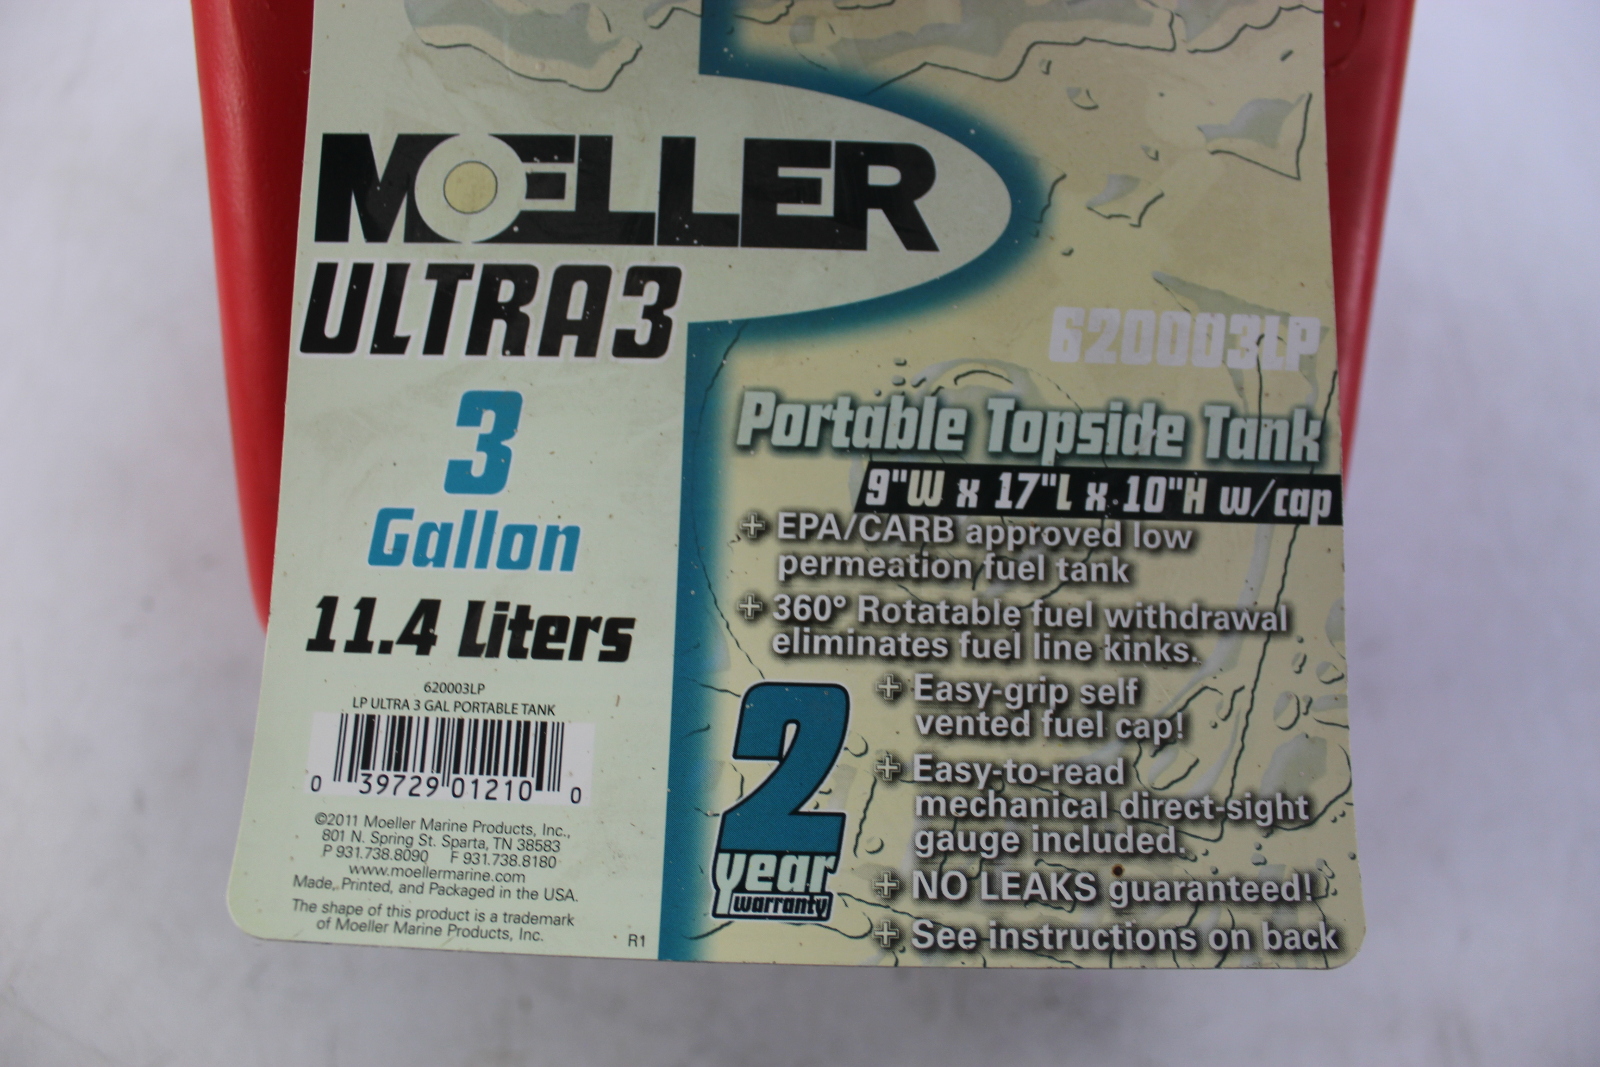 MOELLER
ULTRA3
3
Gallon
11.4 Liters
620003LP
LP ULTRA 3 GAL PORTABLE TANK
0 39729 01210 0
©2011 Moeller Marine Products, Inc.,
801 N. Spring St. Sparta, TN 38583
P 931.738.8090 F 931.738.8180
www.moellermarine.com
Made, Printed, and Packaged in the USA.
The shape of this product is a trademark
of Moeller Marine Products, Inc.
R1
620003LP
Portable Topside Tank
9"W x 17"L x 10"H w/cap
+ EPA/CARB approved low
permeation fuel tank
+ 360° Rotatable fuel withdrawal
eliminates fuel line kinks.
+ Easy-grip self
vented fuel cap!
+ Easy-to-read
mechanical direct-sight
gauge included.
+ NO LEAKS guaranteed!
+ See instructions on back
2
year
warranty